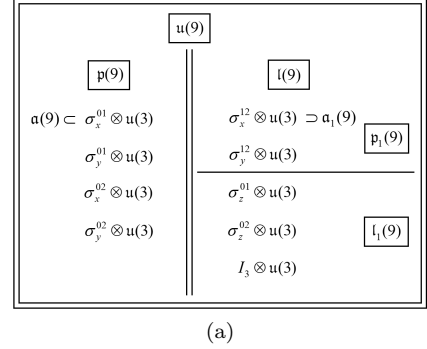 𝔲(9)
𝔭(9) 𝔩(9)
𝔞(9) ⊂ σ_x^{01} ⊗ 𝔲(3) σ_x^{12} ⊗ 𝔲(3) ⊃ 𝔞_1(9)
σ_y^{01} ⊗ 𝔲(3) σ_y^{12} ⊗ 𝔲(3) 𝔭_1(9)
σ_x^{02} ⊗ 𝔲(3) σ_z^{01} ⊗ 𝔲(3)
σ_y^{02} ⊗ 𝔲(3) σ_z^{02} ⊗ 𝔲(3) 𝔩_1(9)
I_3 ⊗ 𝔲(3)
(a)